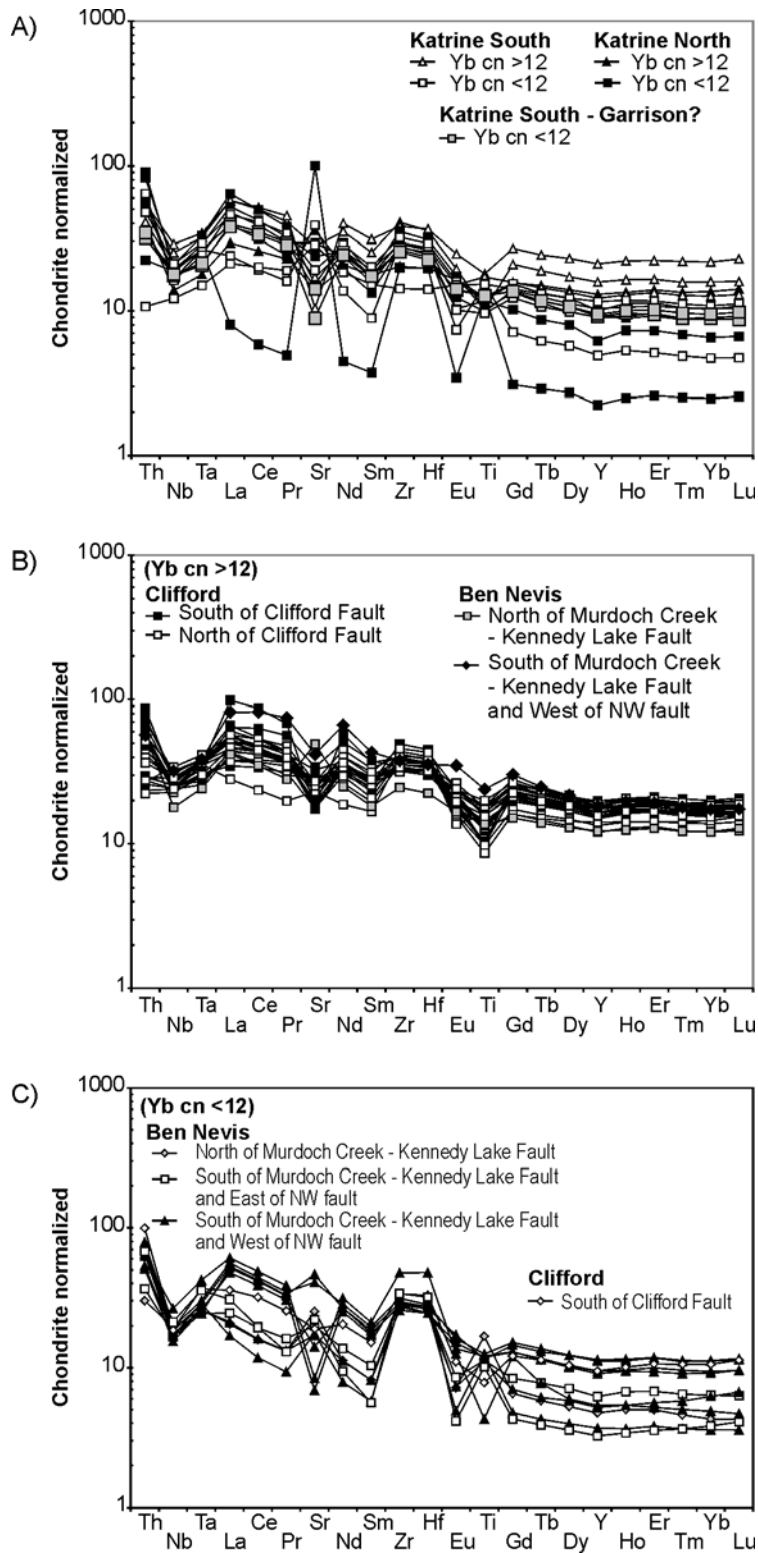 A)
Chondrite normalized
1000
100
10
1
Katrine South
Yb cn >12
Yb cn <12
Katrine North
Yb cn >12
Yb cn <12
Katrine South - Garrison?
Yb cn <12
Th Ta Ce Sr Sm Hf Ti Tb Y Er Yb
Nb La Pr Nd Zr Eu Gd Dy Ho Tm Lu
B)
Chondrite normalized
1000
100
10
1
(Yb cn >12)
Clifford
South of Clifford Fault
North of Clifford Fault
Ben Nevis
North of Murdoch Creek
- Kennedy Lake Fault
South of Murdoch Creek
- Kennedy Lake Fault
and West of NW fault
Th Ta Ce Sr Sm Hf Ti Tb Y Er Yb
Nb La Pr Nd Zr Eu Gd Dy Ho Tm Lu
C)
Chondrite normalized
1000
100
10
1
(Yb cn <12)
Ben Nevis
North of Murdoch Creek - Kennedy Lake Fault
South of Murdoch Creek - Kennedy Lake Fault
and East of NW fault
South of Murdoch Creek - Kennedy Lake Fault
and West of NW fault
Clifford
South of Clifford Fault
Th Ta Ce Sr Sm Hf Ti Tb Y Er Yb
Nb La Pr Nd Zr Eu Gd Dy Ho Tm Lu